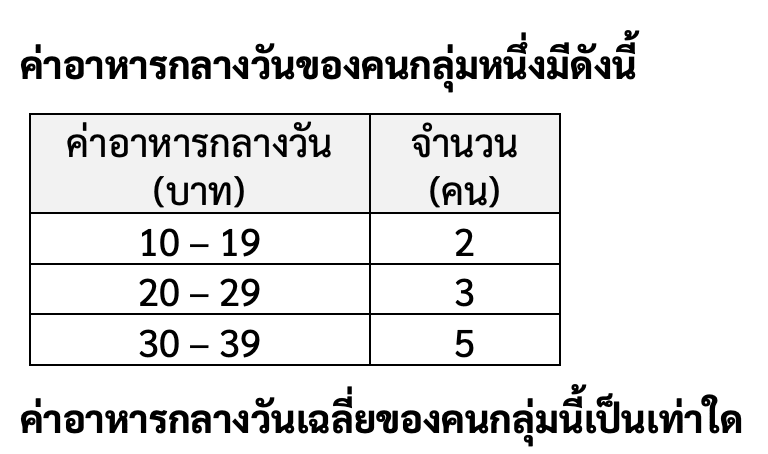 ค่าอาหารกลางวันของคนกลุ่มหนึ่งมีดังนี้
ค่าอาหารกลางวัน จำนวน
(บาท) (คน)
10 – 19 2
20 – 29 3
30 – 39 5
ค่าอาหารกลางวันเฉลี่ยของคนกลุ่มนี้เป็นเท่าใด